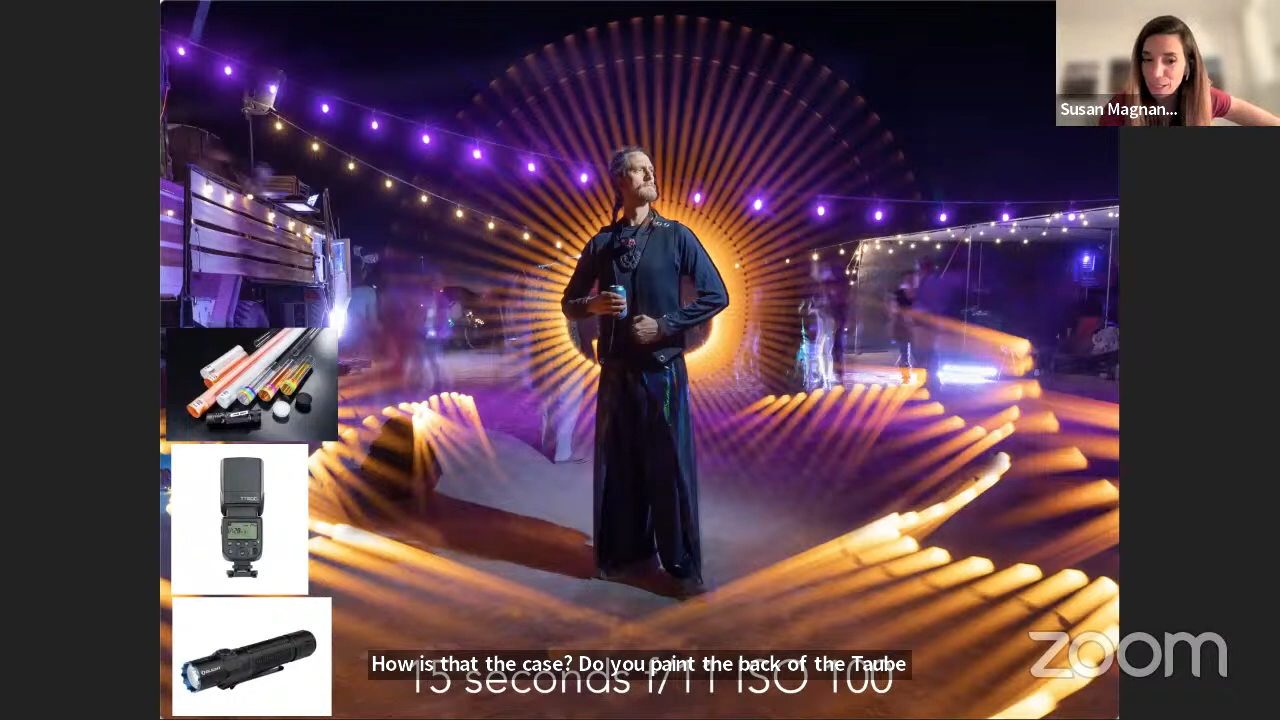 Susan Magnan...
How is that the case? Do you paint the back of the Taube
15 seconds f/11 ISO 100
zoom